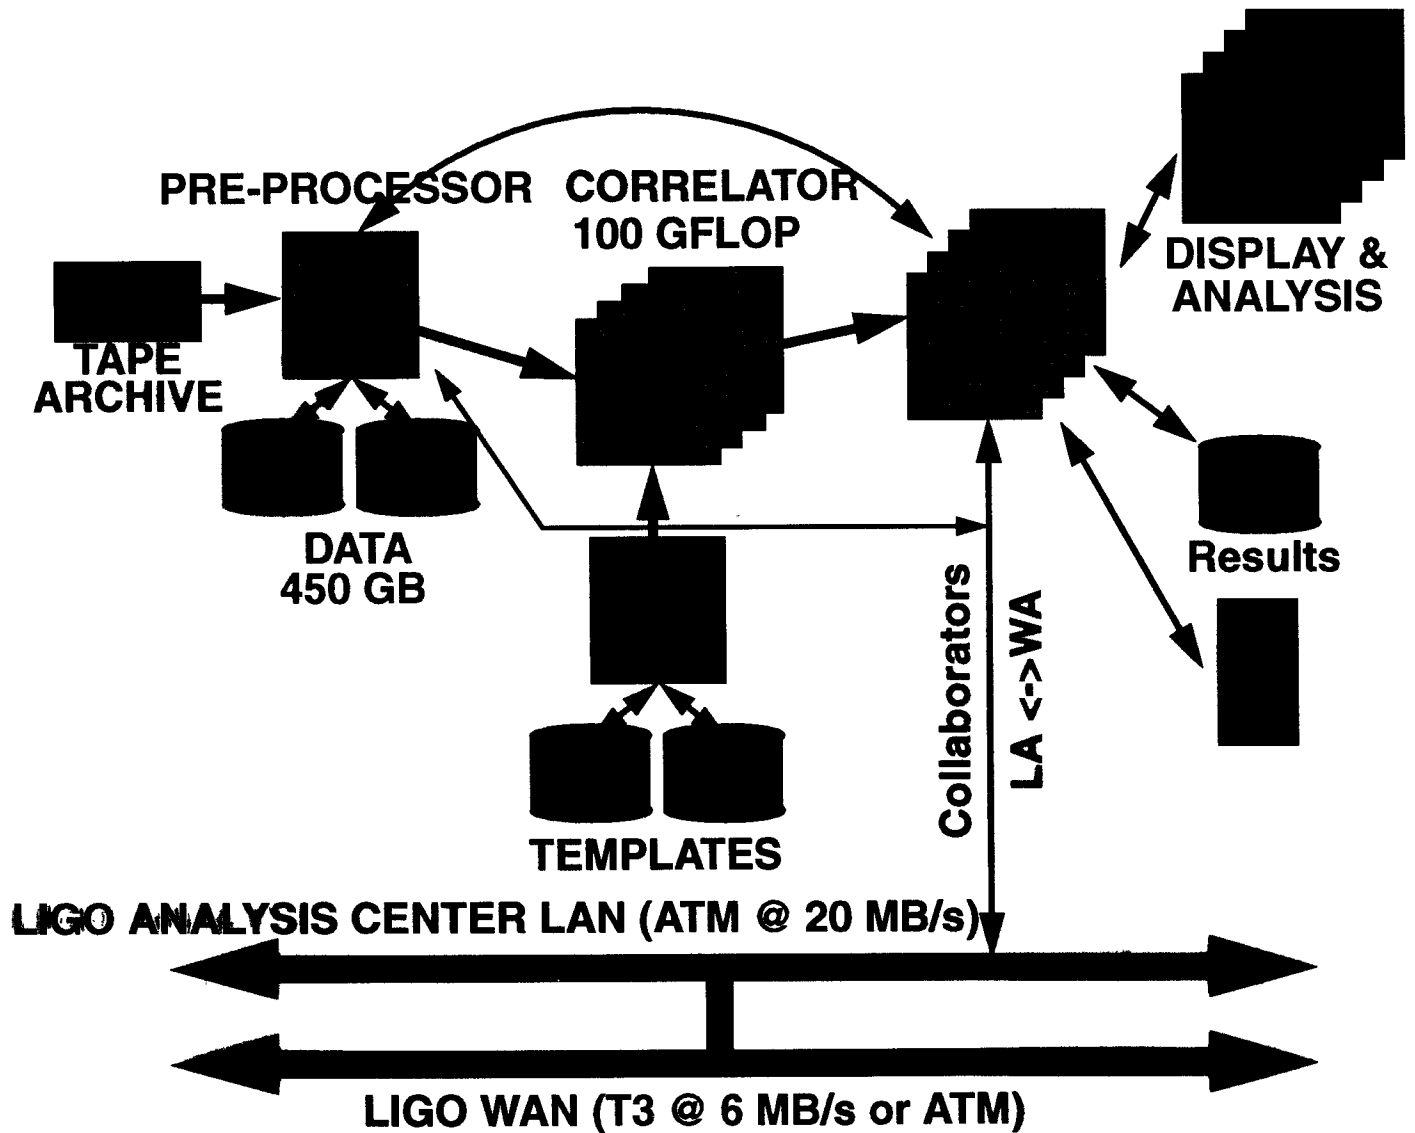 PRE-PROCESSOR
CORRELATOR
100 GFLOP
DISPLAY &
ANALYSIS
TAPE
ARCHIVE
DATA
450 GB
Results
Collaborators
LA <-> WA
TEMPLATES
LIGO ANALYSIS CENTER LAN (ATM @ 20 MB/s)
LIGO WAN (T3 @ 6 MB/s or ATM)